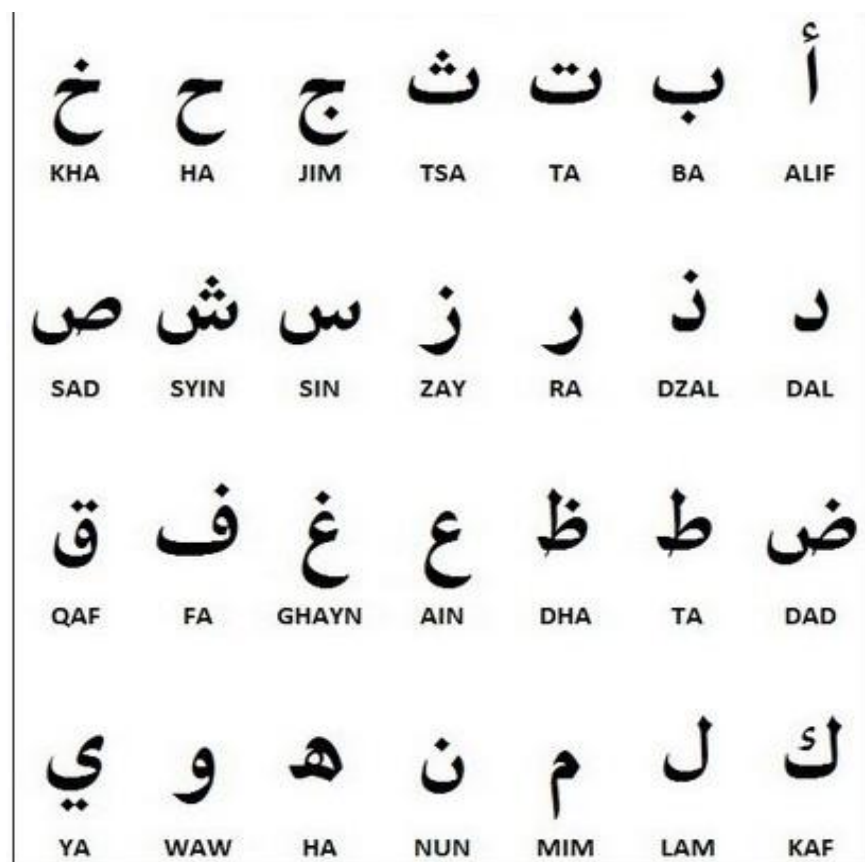 أ ب ت ث ج ح خ
ALIF BA TA TSA JIM HA KHA
د ذ ر ز س ش ص
DAL DZAL RA ZAY SIN SYIN SAD
ض ط ظ ع غ ف ق
DAD TA DHA AIN GHAYN FA QAF
ك ل م ن ه و ي
KAF LAM MIM NUN HA WAW YA